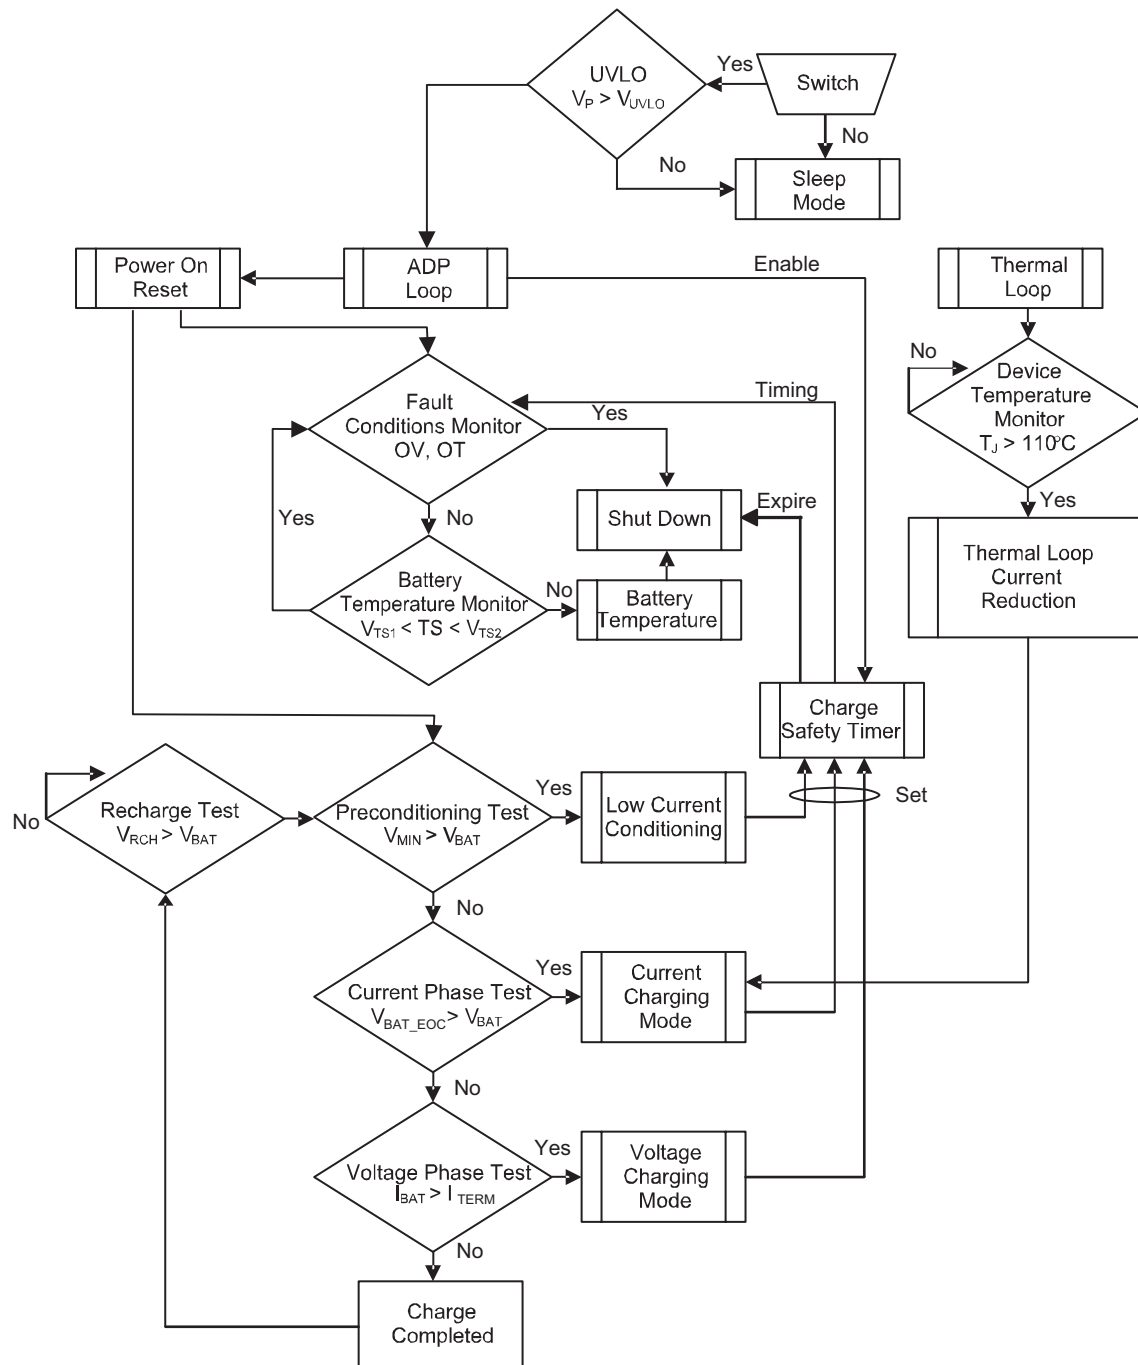 UVLO
V_P > V_UVLO
Yes
Switch
No
No
Sleep
Mode
Power On
Reset
ADP
Loop
Enable
Thermal
Loop
No
Device
Temperature
Monitor
T_J > 110°C
Timing
Fault
Conditions Monitor
OV, OT
Yes
Yes
No
Shut Down
Expire
Yes
Thermal Loop
Current
Reduction
Battery
Temperature Monitor
V_TS1 < TS < V_TS2
No
Battery
Temperature
Charge
Safety Timer
No
Recharge Test
V_RCH > V_BAT
Preconditioning Test
V_MIN > V_BAT
Yes
Low Current
Conditioning
Set
No
Current Phase Test
V_BAT_EOC > V_BAT
Yes
Current
Charging
Mode
No
Voltage Phase Test
I_BAT > I_TERM
Yes
Voltage
Charging
Mode
No
Charge
Completed